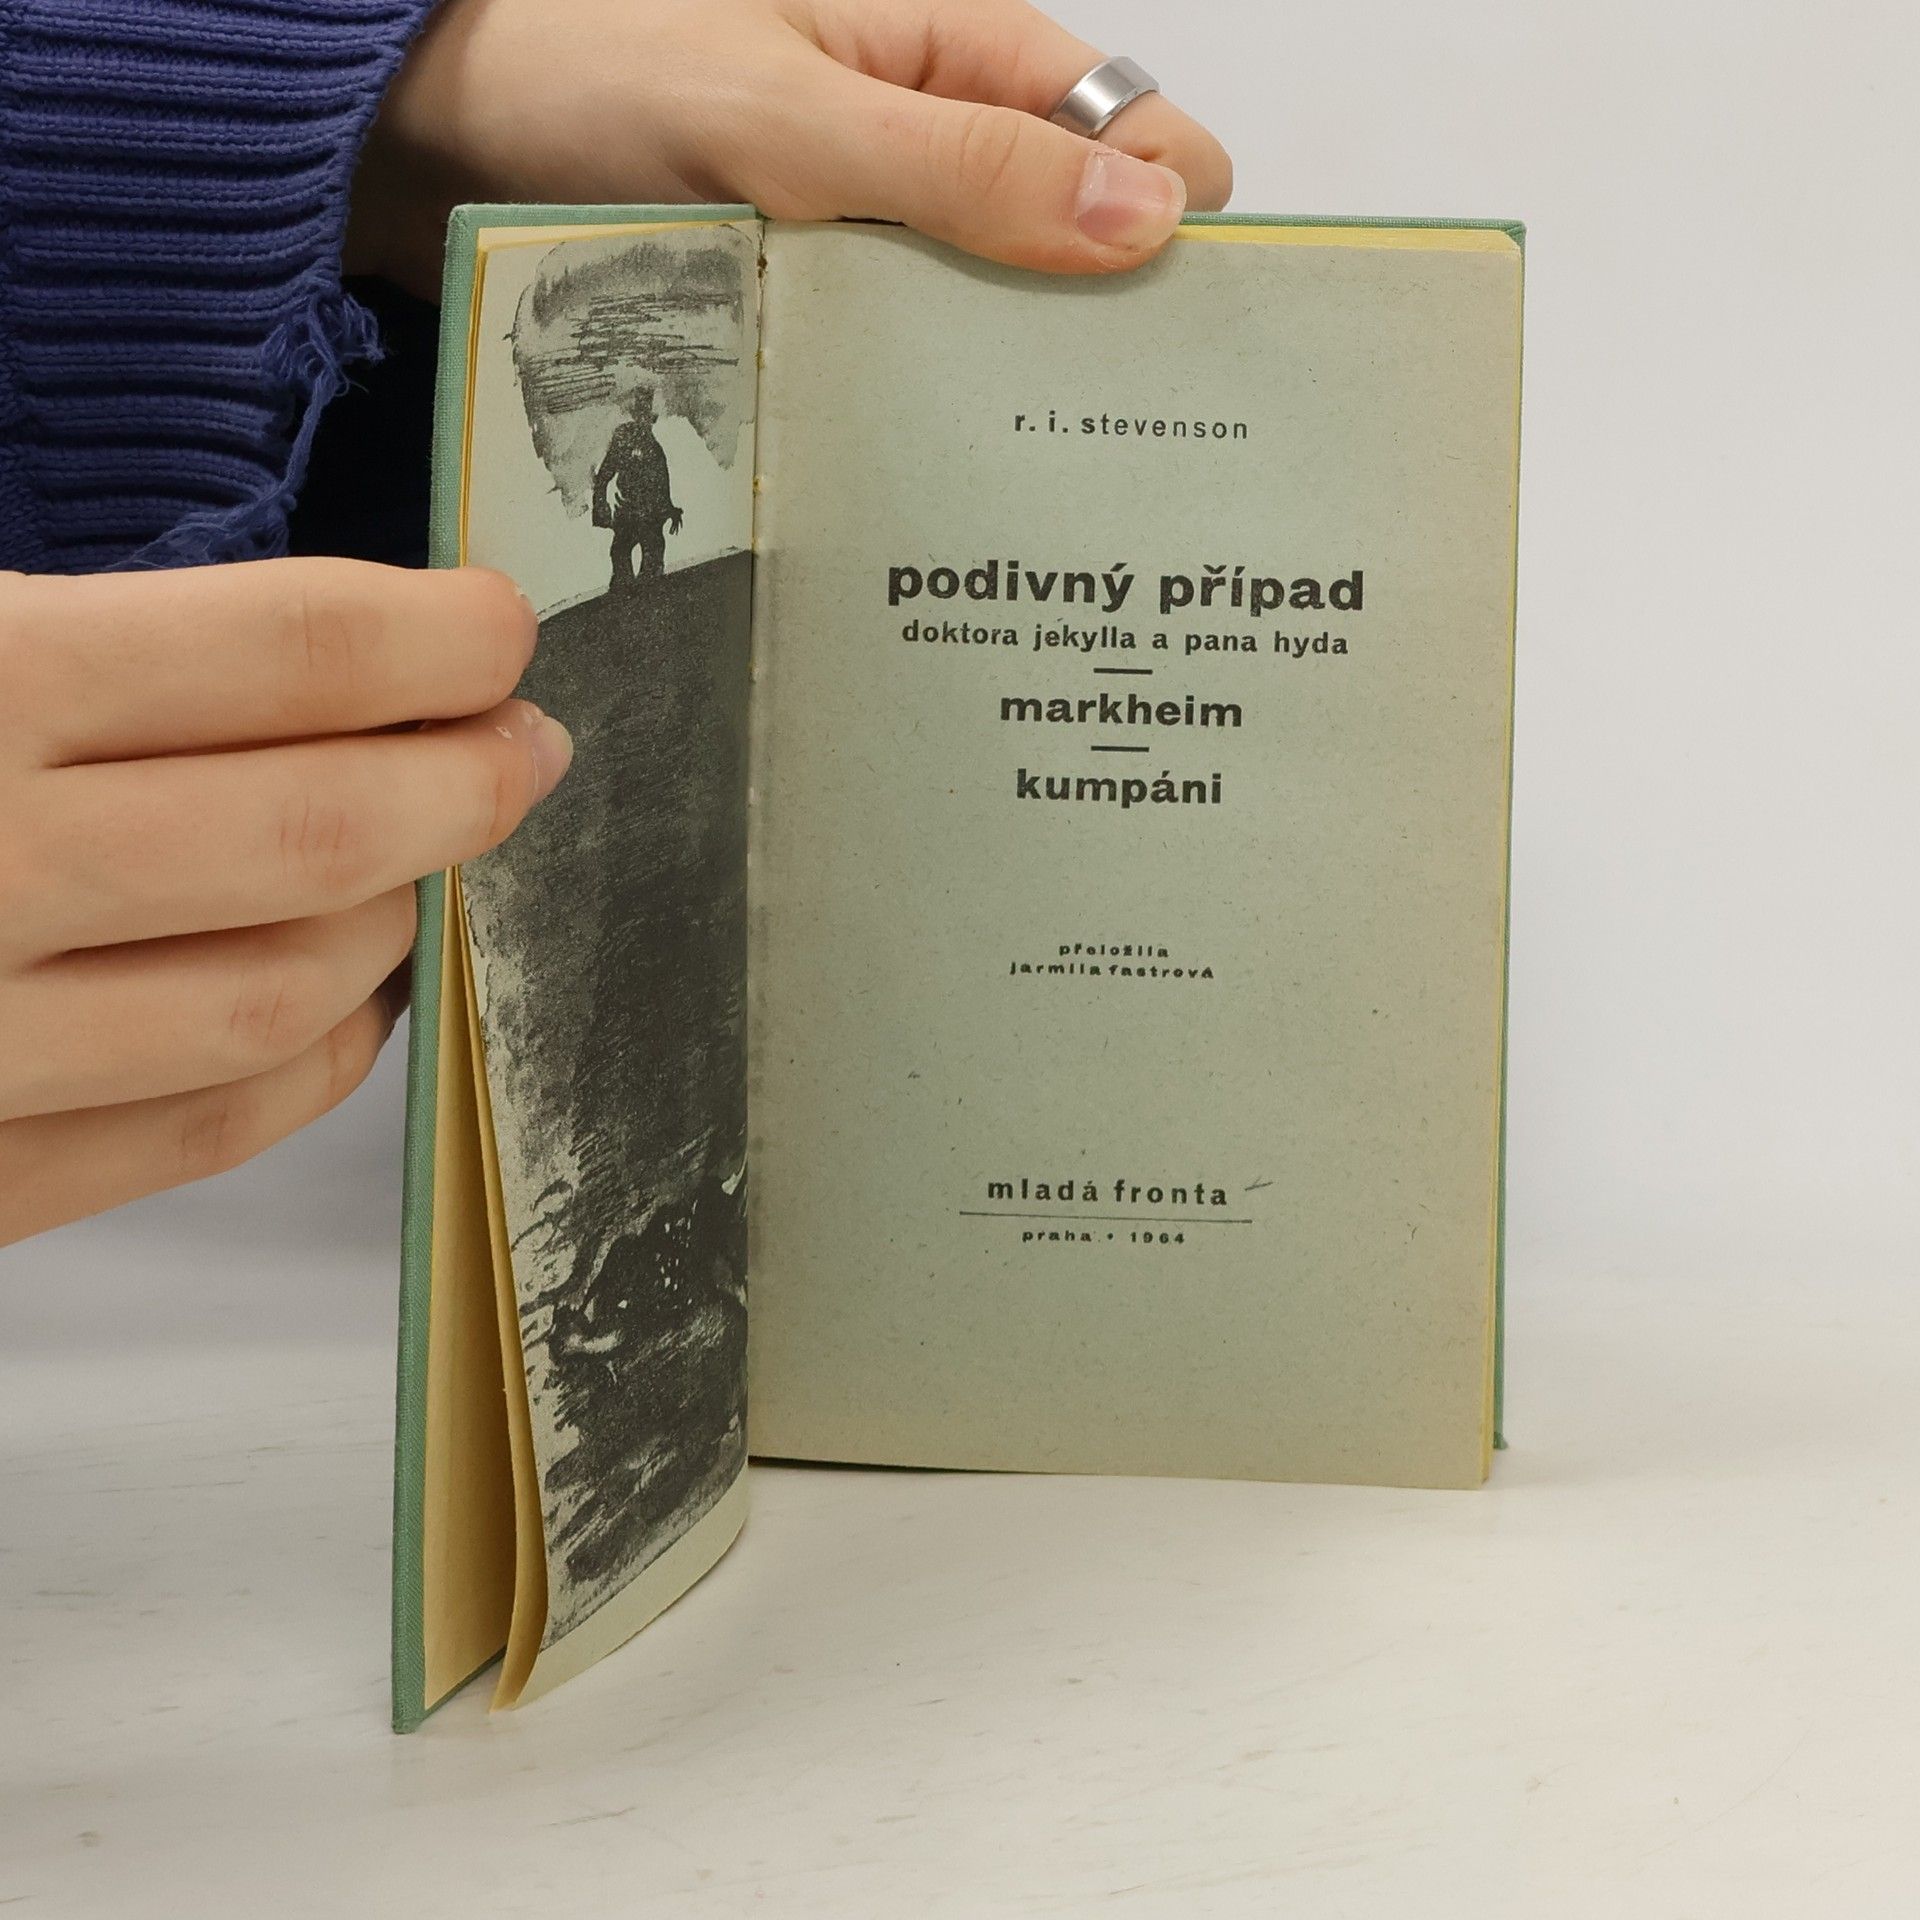 r. i. stevenson
podivný případ
doktora jekylla a pana hyda
markheim
kumpáni
přeložila
jarmila fastrová
mladá fronta
praha • 1964